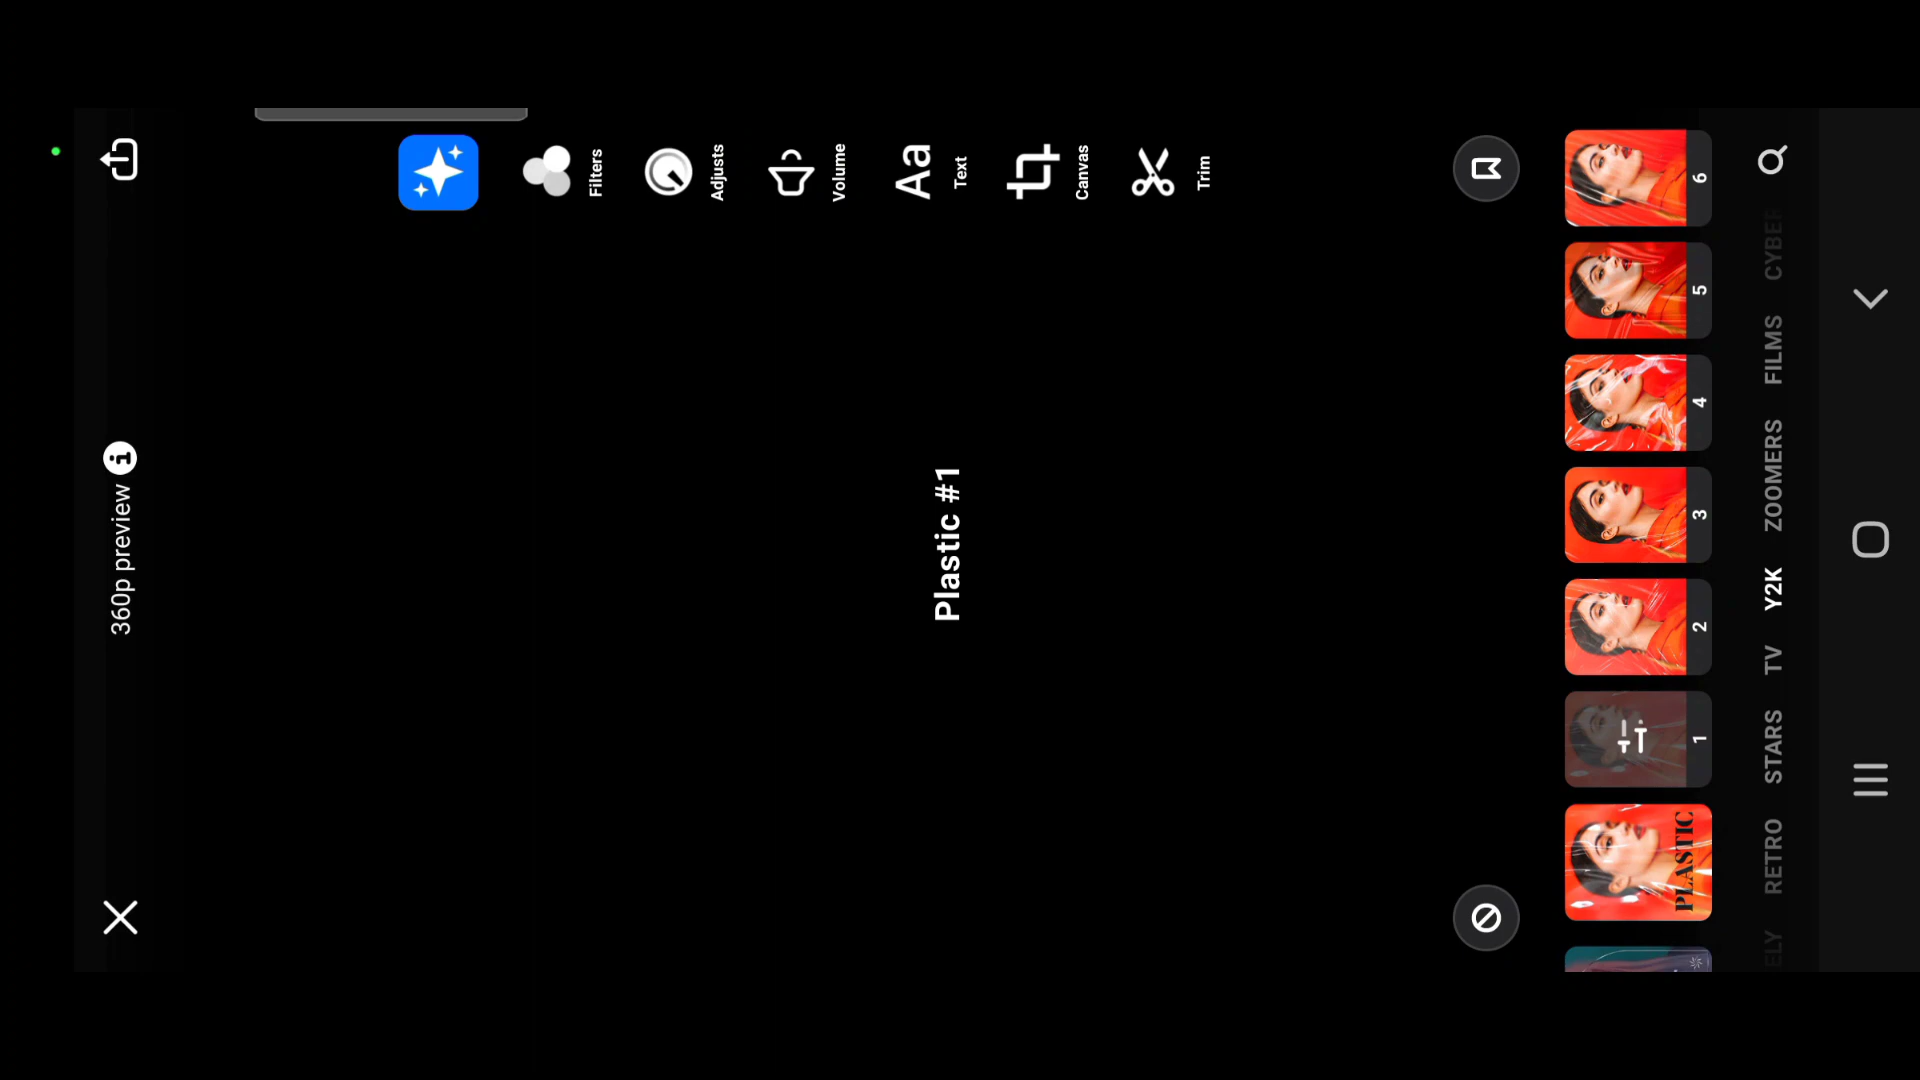 360p preview
Filters
Adjusts
Volume
Aa
Text
Canvas
Trim
Plastic #1
PLASTIC
1
2
3
4
5
6
ELY RETRO STARS TV Y2K ZOOMERS FILMS CYBER